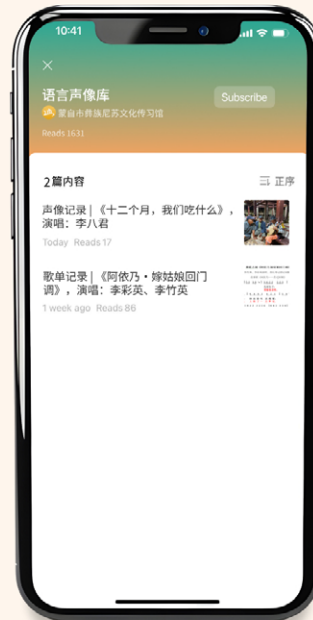 10:41
语言声像库
Subscribe
蒙自市彝族尼苏文化传习馆
Reads 1631
2篇内容
正序
声像记录 | 《十二个月，我们吃什么》，
演唱：李八君
Today Reads 17
歌单记录 | 《阿依乃·嫁姑娘回门
调》，演唱：李彩英、李竹英
1 week ago Reads 86